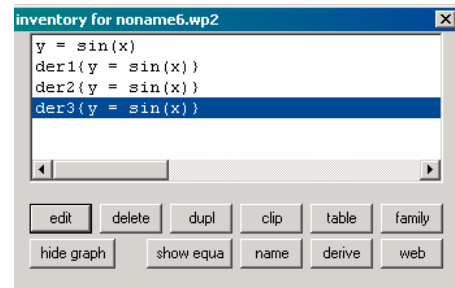 inventory for noname6.wp2
y = sin(x)
der1{y = sin(x)}
der2{y = sin(x)}
der3{y = sin(x)}
edit delete dupl clip table family
hide graph show equa name derive web